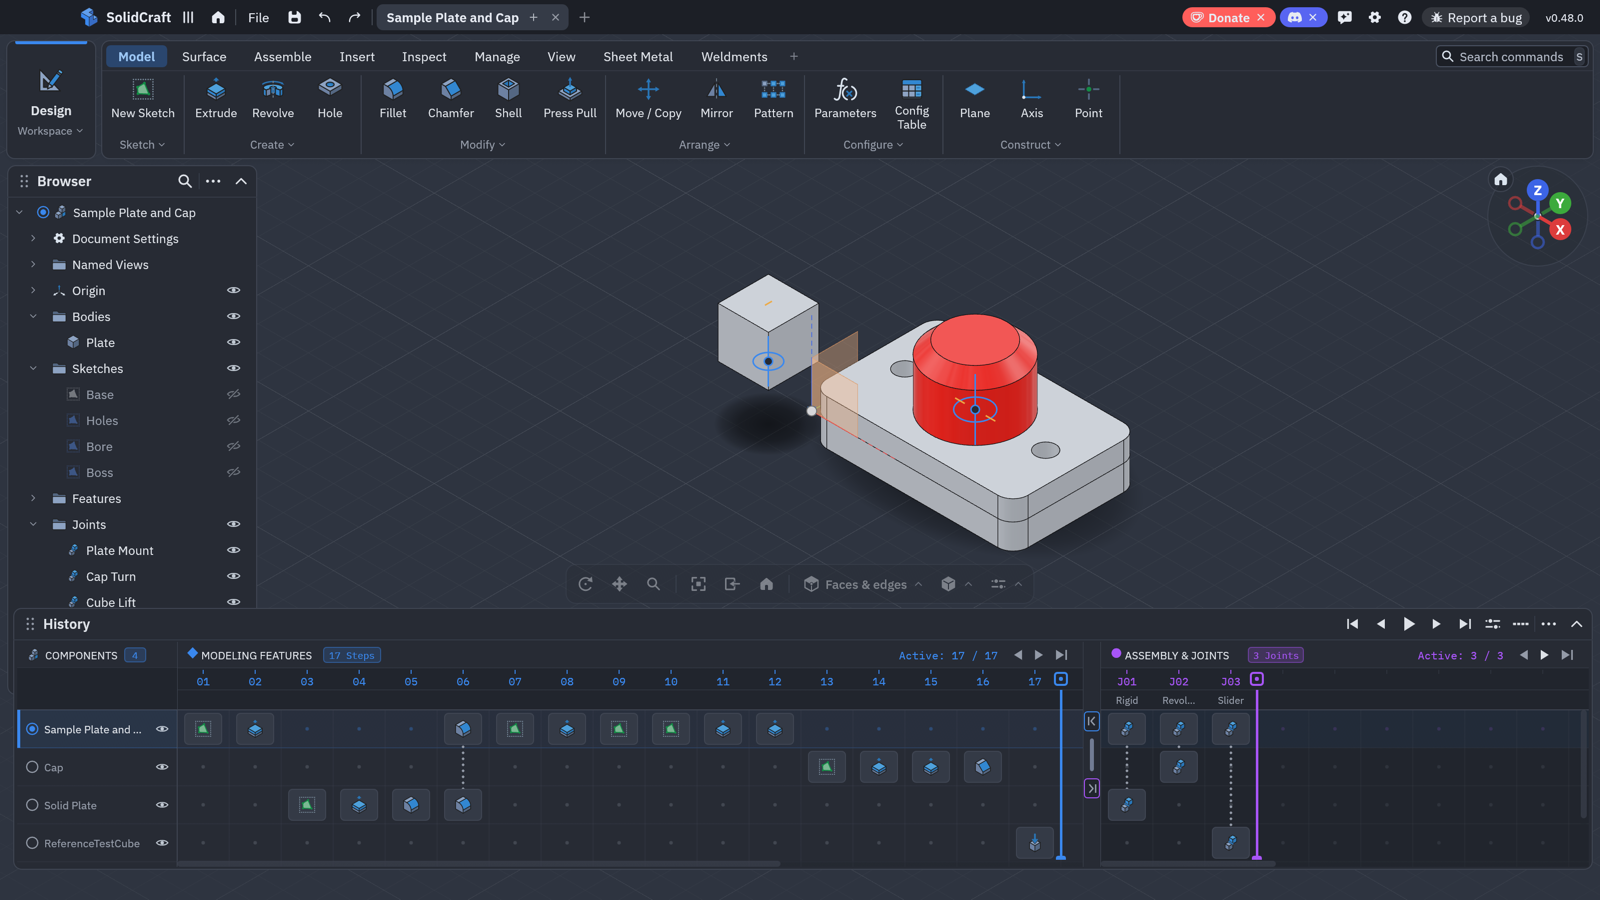 SolidCraft
File
Sample Plate and Cap
Donate
Report a bug
v0.48.0
Design
Workspace
Model
Surface
Assemble
Insert
Inspect
Manage
View
Sheet Metal
Weldments
Search commands
S
New Sketch
Extrude
Revolve
Hole
Fillet
Chamfer
Shell
Press Pull
Move / Copy
Mirror
Pattern
Parameters
Config
Table
Plane
Axis
Point
Sketch
Create
Modify
Arrange
Configure
Construct
Browser
Sample Plate and Cap
Document Settings
Named Views
Origin
Bodies
Plate
Sketches
Base
Holes
Bore
Boss
Features
Joints
Plate Mount
Cap Turn
Cube Lift
Z
Y
X
Faces & edges
History
COMPONENTS 4
MODELING FEATURES 17 Steps
Active: 17 / 17
ASSEMBLY & JOINTS 3 Joints
Active: 3 / 3
01 02 03 04 05 06 07 08 09 10 11 12 13 14 15 16 17
J01 J02 J03
Rigid Revol... Slider
Sample Plate and ...
Cap
Solid Plate
ReferenceTestCube